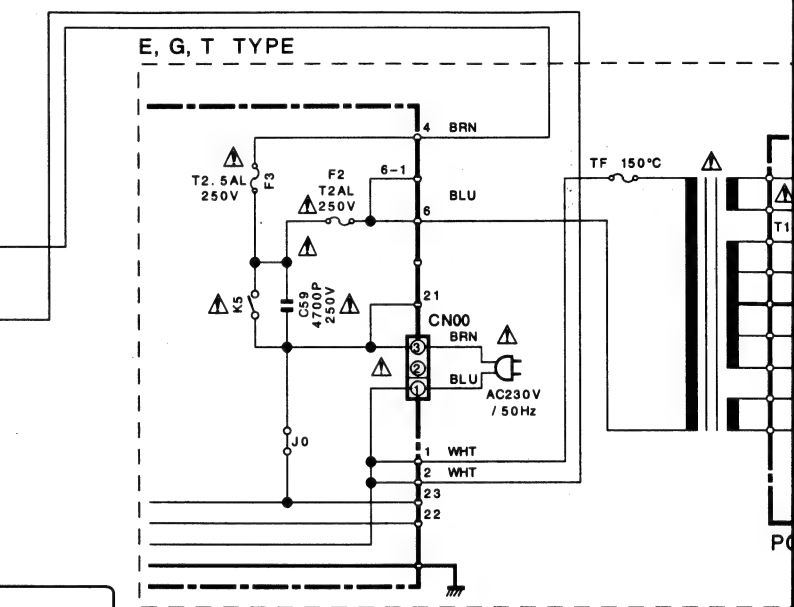 E, G, T TYPE
4 BRN
F3
T2.5AL
250V
F2
T2AL
250V
6-1
BLU
6
TF 150°C
T1
K5
C59
4700P
250V
21
CN00
BRN
3
2
1
BLU
AC230V
/ 50Hz
J0
1 WHT
2 WHT
23
22